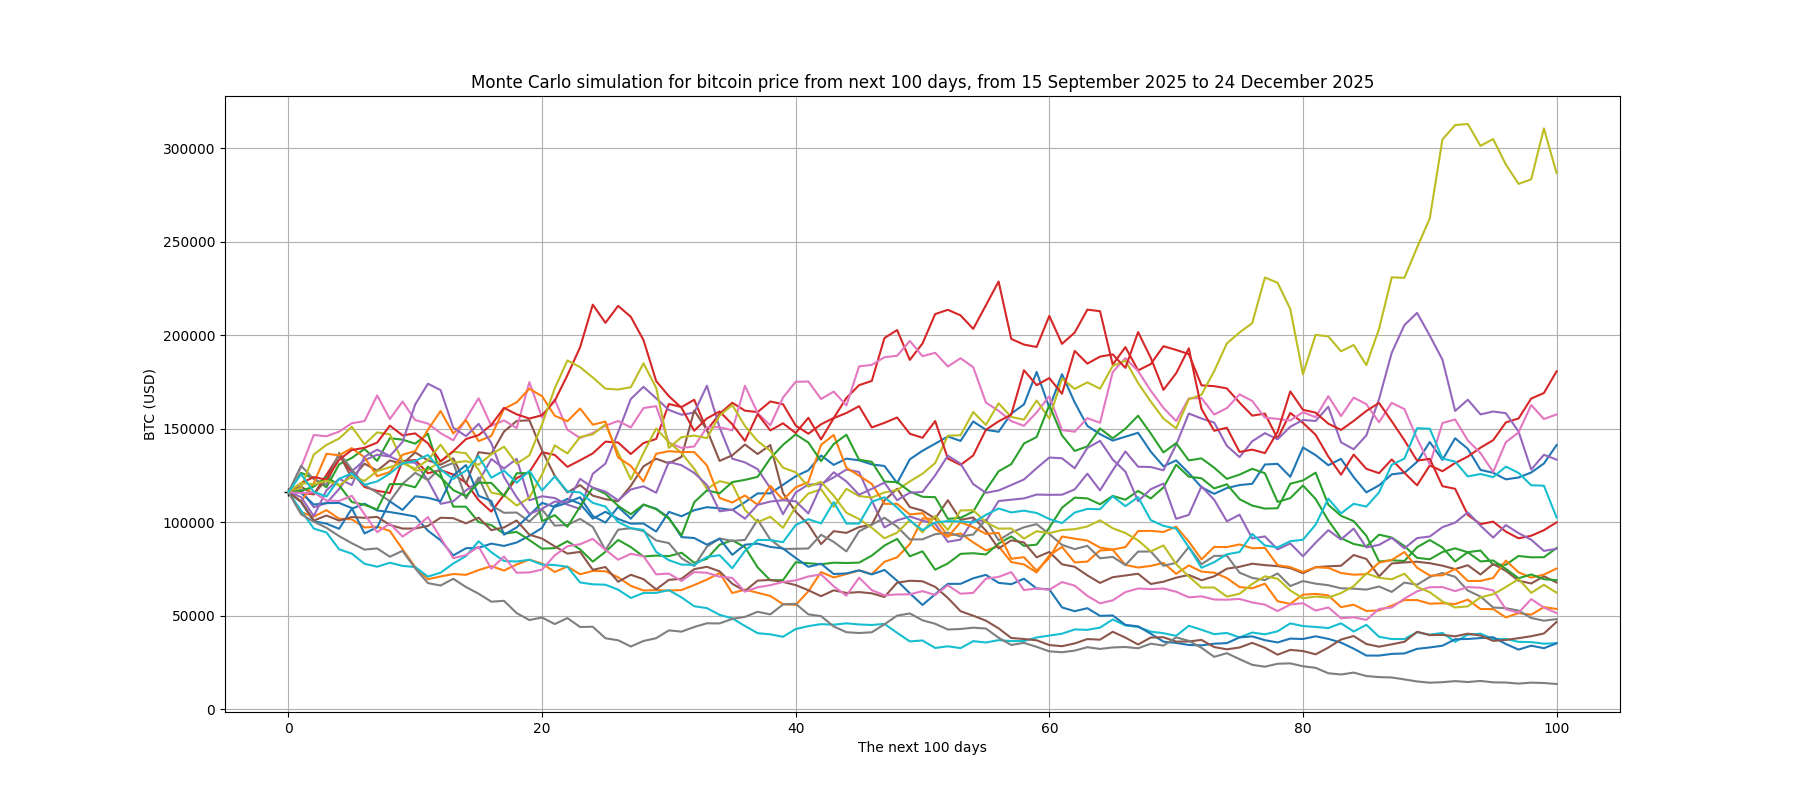 Monte Carlo simulation for bitcoin price from next 100 days, from 15 September 2025 to 24 December 2025
300000
250000
200000
150000
100000
50000
0
BTC (USD)
0 20 40 60 80 100
The next 100 days